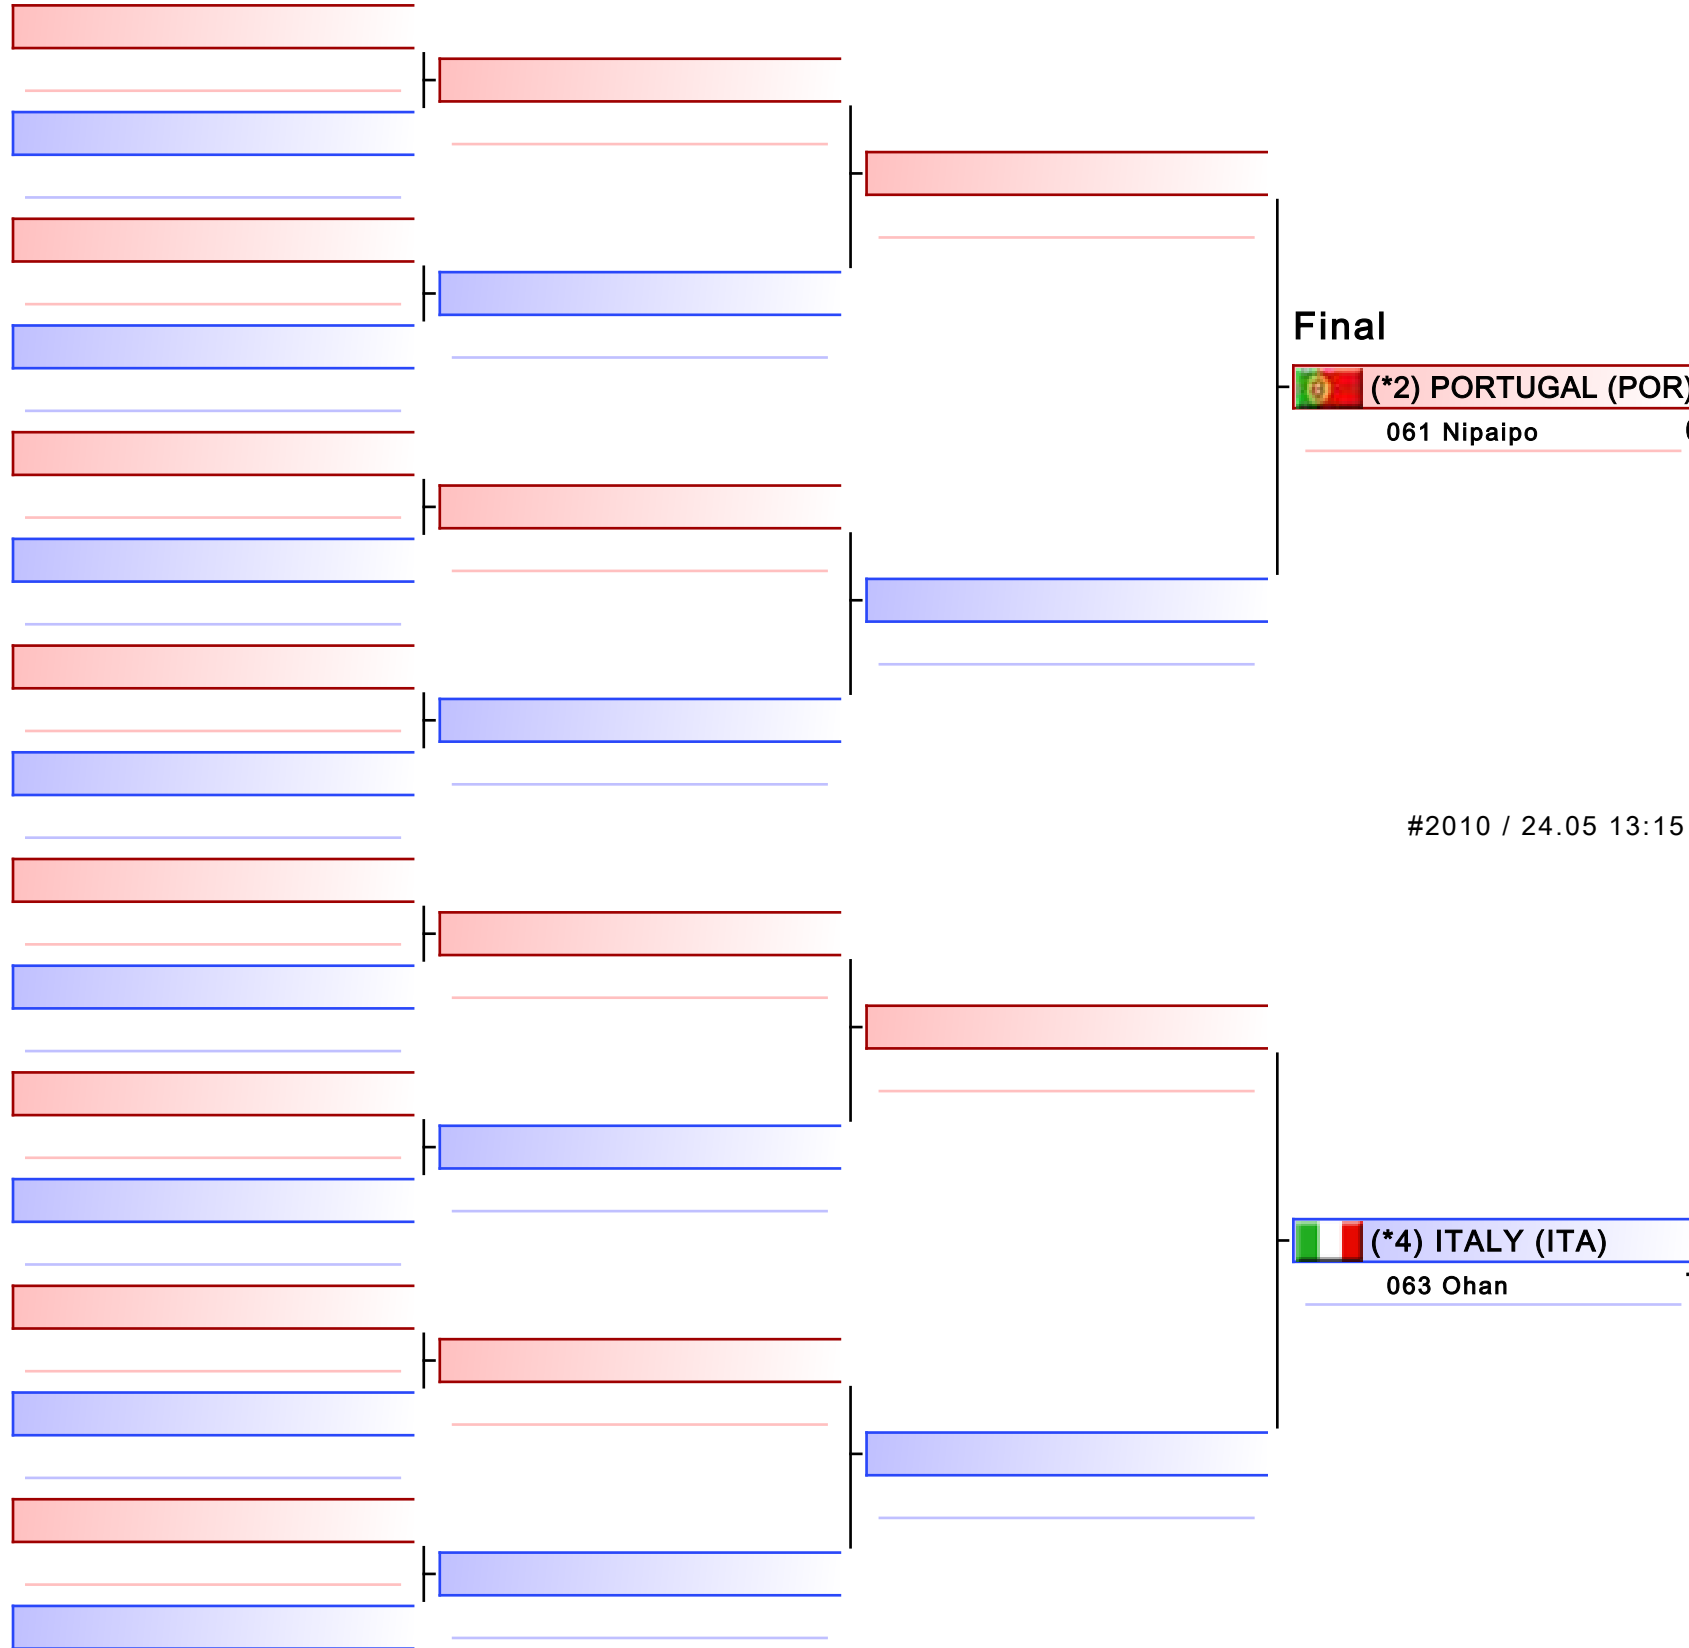 Final
(*2) PORTUGAL (POR)
061 Nipaipo
#2010 / 24.05 13:15
(*4) ITALY (ITA)
063 Ohan